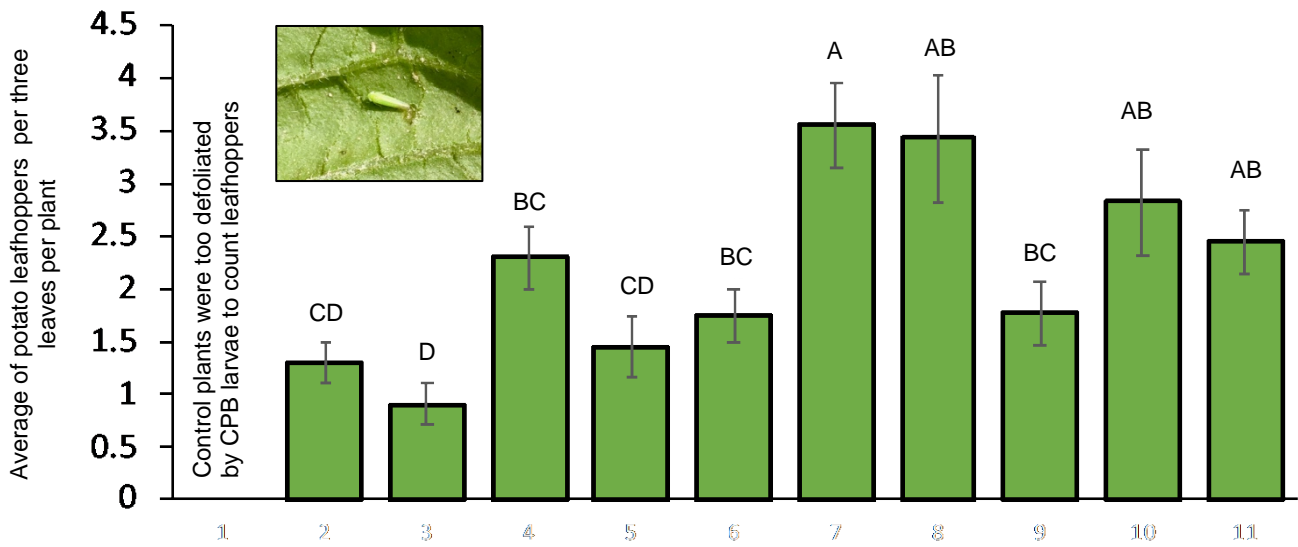 Average of potato leafhoppers per three
leaves per plant
4.5
4
3.5
3
2.5
2
1.5
1
0.5
0
Control plants were too defoliated
by CPB larvae to count leafhoppers
CD
D
BC
CD
BC
A
AB
BC
AB
AB
1 2 3 4 5 6 7 8 9 10 11